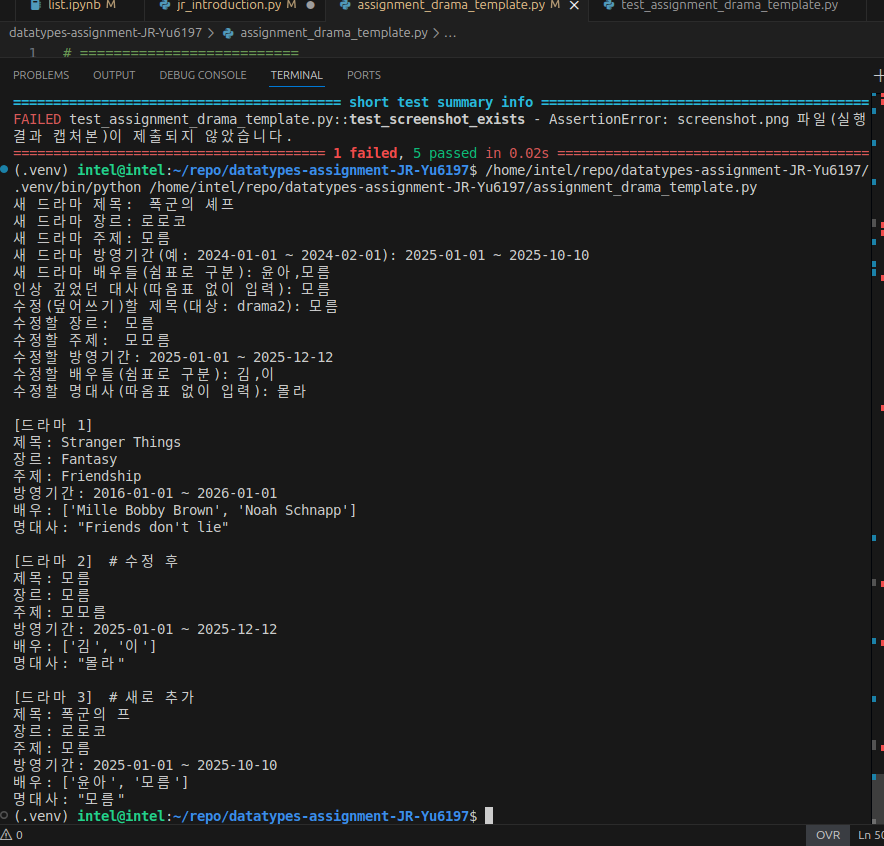 list.ipynb M
jr_introduction.py M
assignment_drama_template.py M
test_assignment_drama_template.py
datatypes-assignment-JR-Yu6197 > assignment_drama_template.py > ...
1 # ===========================
PROBLEMS OUTPUT DEBUG CONSOLE TERMINAL PORTS
========================================= short test summary info =========================================
FAILED test_assignment_drama_template.py::test_screenshot_exists - AssertionError: screenshot.png 파일(실행
결과 캡처본)이 제출되지 않았습니다.
======================================= 1 failed, 5 passed in 0.02s =======================================
(.venv) intel@intel:~/repo/datatypes-assignment-JR-Yu6197$ /home/intel/repo/datatypes-assignment-JR-Yu6197/
.venv/bin/python /home/intel/repo/datatypes-assignment-JR-Yu6197/assignment_drama_template.py
새 드라마 제목: 폭군의 셰프
새 드라마 장르: 로로코
새 드라마 주제: 모름
새 드라마 방영기간(예: 2024-01-01 ~ 2024-02-01): 2025-01-01 ~ 2025-10-10
새 드라마 배우들(쉼표로 구분): 윤아,모름
인상 깊었던 대사(따옴표 없이 입력): 모름
수정(덮어쓰기)할 제목(대상: drama2): 모름
수정할 장르: 모름
수정할 주제: 모모름
수정할 방영기간: 2025-01-01 ~ 2025-12-12
수정할 배우들(쉼표로 구분): 김,이
수정할 명대사(따옴표 없이 입력): 몰라
[드라마 1]
제목: Stranger Things
장르: Fantasy
주제: Friendship
방영기간: 2016-01-01 ~ 2026-01-01
배우: ['Mille Bobby Brown', 'Noah Schnapp']
명대사: "Friends don't lie"
[드라마 2] # 수정 후
제목: 모름
장르: 모름
주제: 모모름
방영기간: 2025-01-01 ~ 2025-12-12
배우: ['김', '이']
명대사: "몰라"
[드라마 3] # 새로 추가
제목: 폭군의 프
장르: 로로코
주제: 모름
방영기간: 2025-01-01 ~ 2025-10-10
배우: ['윤아', '모름']
명대사: "모름"
(.venv) intel@intel:~/repo/datatypes-assignment-JR-Yu6197$
0
OVR Ln 50